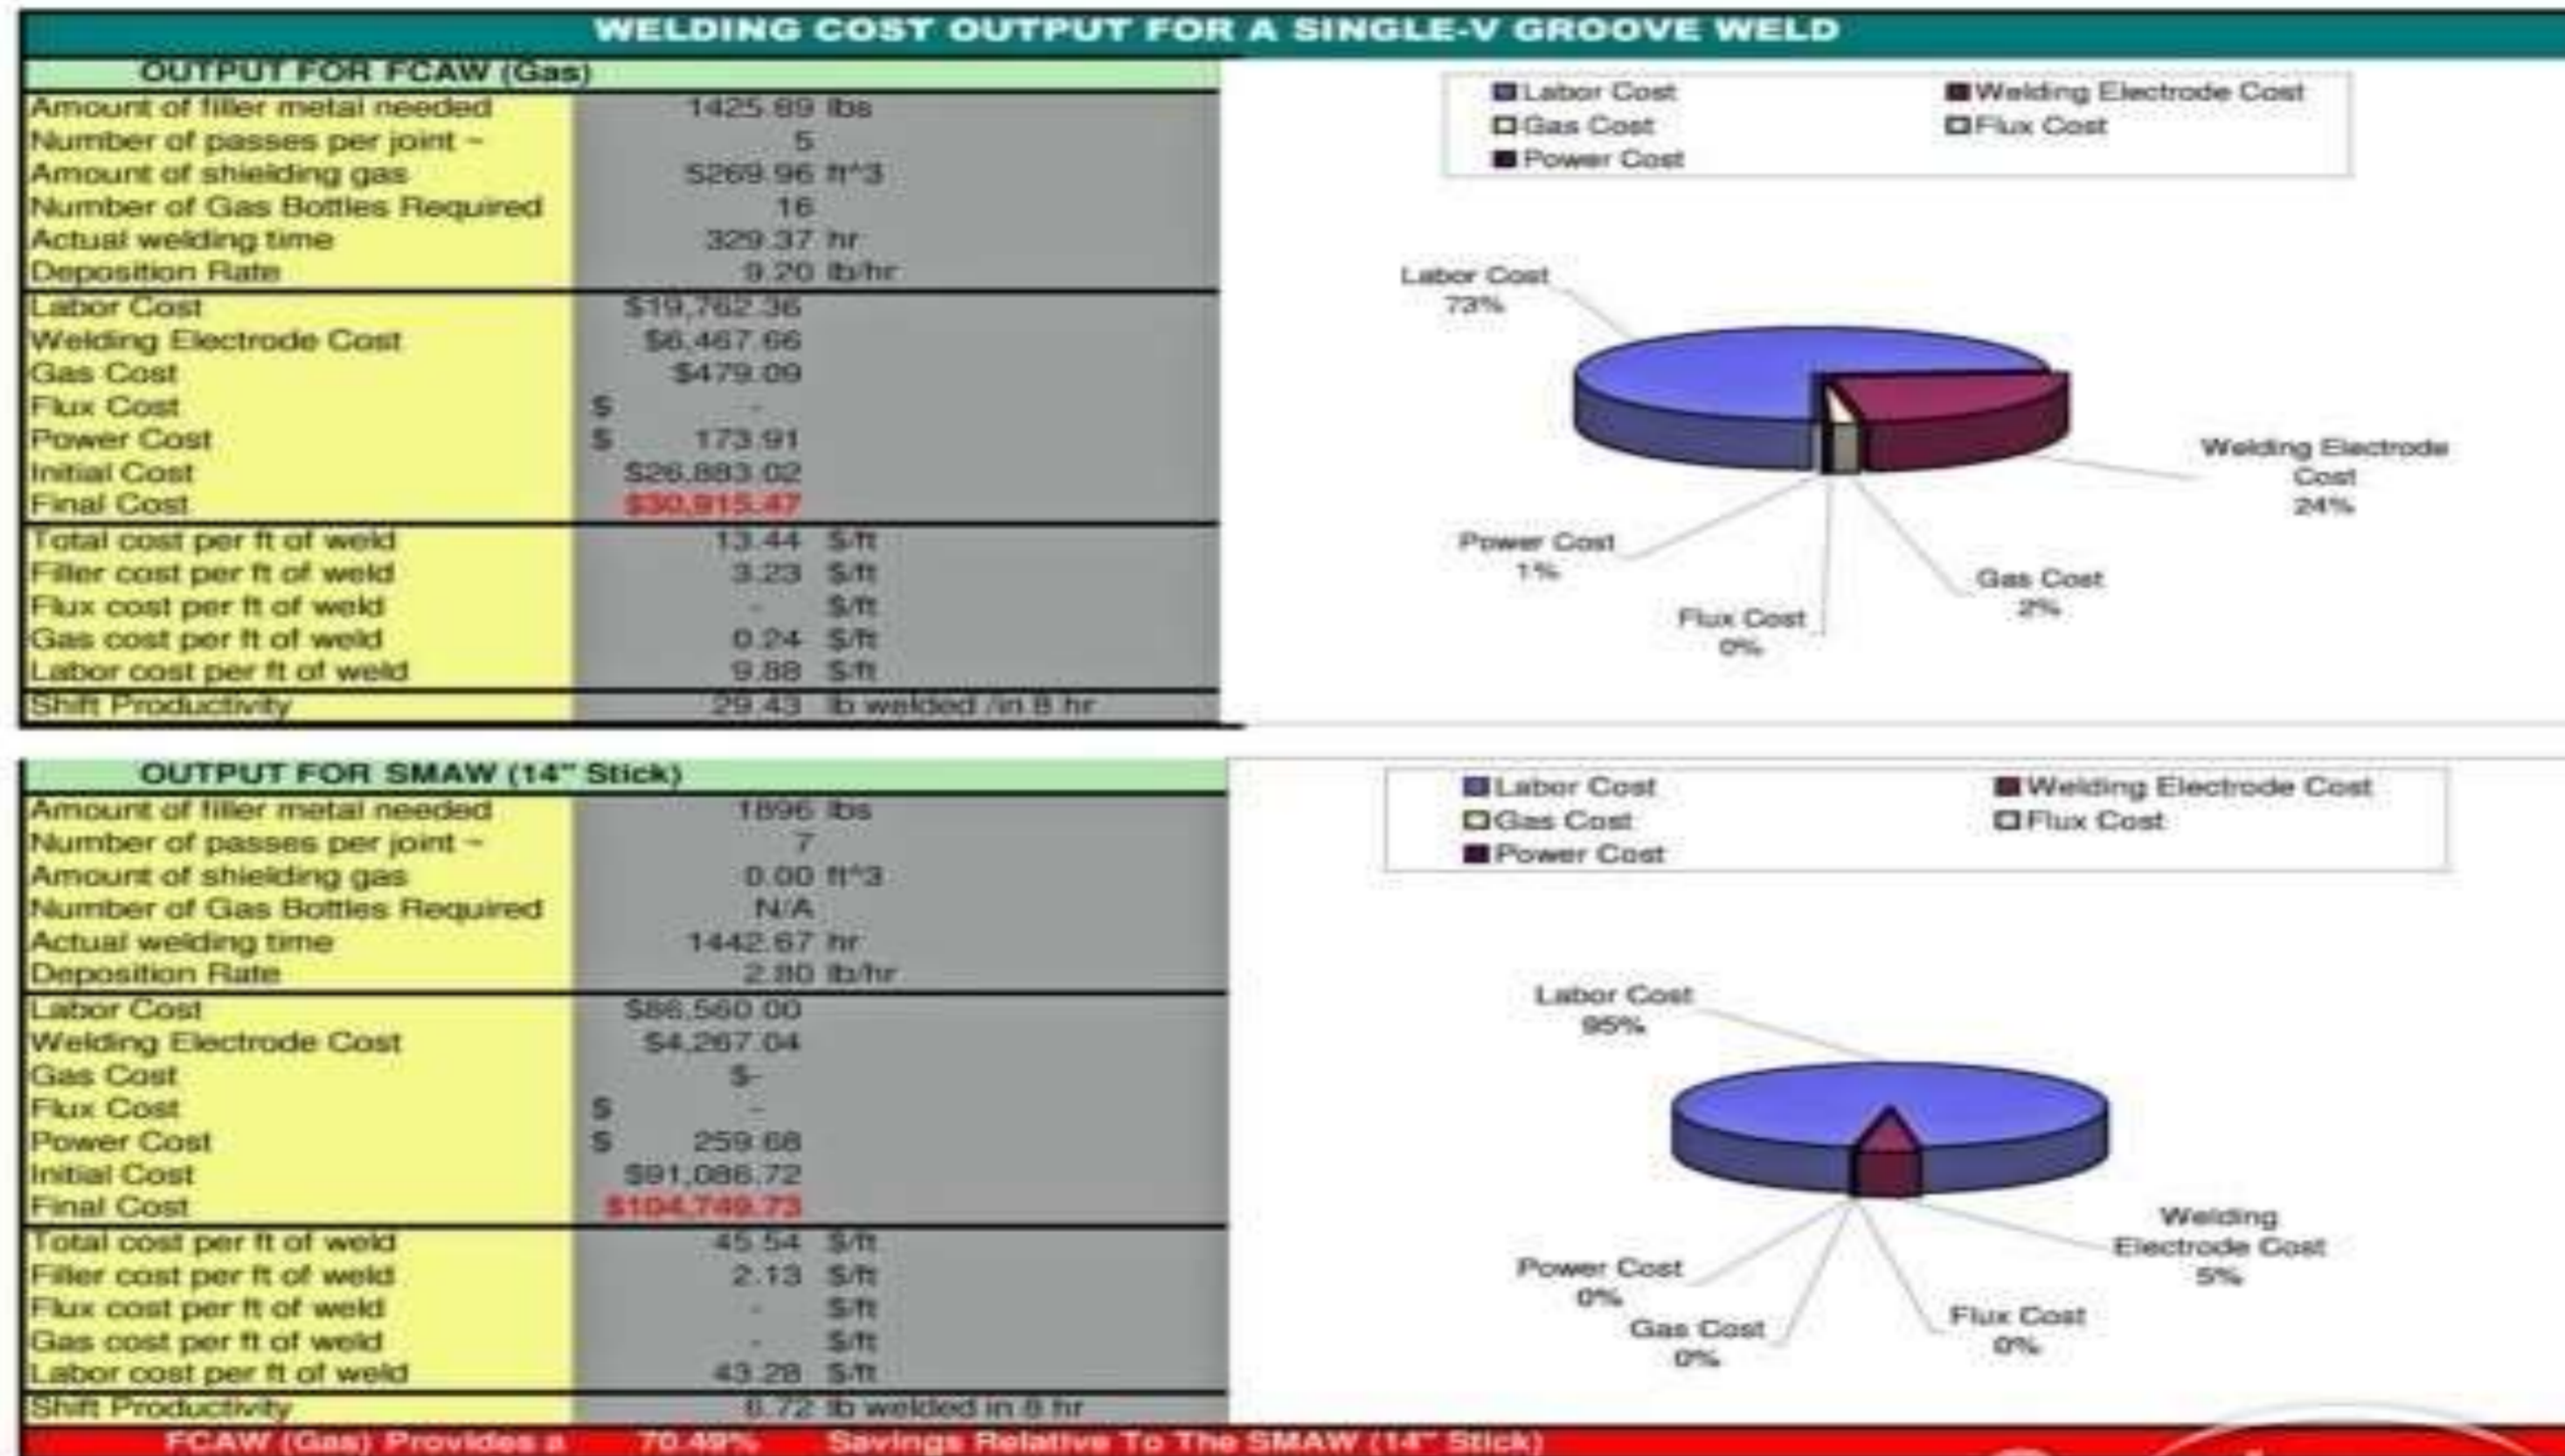 WELDING COST OUTPUT FOR A SINGLE-V GROOVE WELD
OUTPUT FOR FCAW (Gas)
Amount of filler metal needed 1425.69 lbs
Number of passes per joint ~ 5
Amount of shielding gas 5269.96 ft^3
Number of Gas Bottles Required 16
Actual welding time 329.37 hr
Deposition Rate 9.20 lb/hr
Labor Cost $19,762.36
Welding Electrode Cost $6,467.66
Gas Cost $479.09
Flux Cost $ -
Power Cost $ 173.91
Initial Cost $26,883.02
Final Cost $30,915.47
Total cost per ft of weld 13.44 $/ft
Filler cost per ft of weld 3.23 $/ft
Flux cost per ft of weld - $/ft
Gas cost per ft of weld 0.24 $/ft
Labor cost per ft of weld 9.88 $/ft
Shift Productivity 29.43 lb welded /in 8 hr
Labor Cost Welding Electrode Cost
Gas Cost Flux Cost
Power Cost
Labor Cost
73%
Welding Electrode
Cost
24%
Power Cost
1%
Gas Cost
2%
Flux Cost
0%
OUTPUT FOR SMAW (14" Stick)
Amount of filler metal needed 1896 lbs
Number of passes per joint ~ 7
Amount of shielding gas 0.00 ft^3
Number of Gas Bottles Required N/A
Actual welding time 1442.67 hr
Deposition Rate 2.80 lb/hr
Labor Cost $86,560.00
Welding Electrode Cost $4,267.04
Gas Cost $-
Flux Cost $ -
Power Cost $ 259.68
Initial Cost $91,086.72
Final Cost $104,749.73
Total cost per ft of weld 45.54 $/ft
Filler cost per ft of weld 2.13 $/ft
Flux cost per ft of weld - $/ft
Gas cost per ft of weld - $/ft
Labor cost per ft of weld 43.28 $/ft
Shift Productivity 6.72 lb welded in 8 hr
Labor Cost Welding Electrode Cost
Gas Cost Flux Cost
Power Cost
Labor Cost
95%
Welding
Electrode Cost
5%
Power Cost
0%
Gas Cost
0%
Flux Cost
0%
FCAW (Gas) Provides a 70.49% Savings Relative To The SMAW (14" Stick)